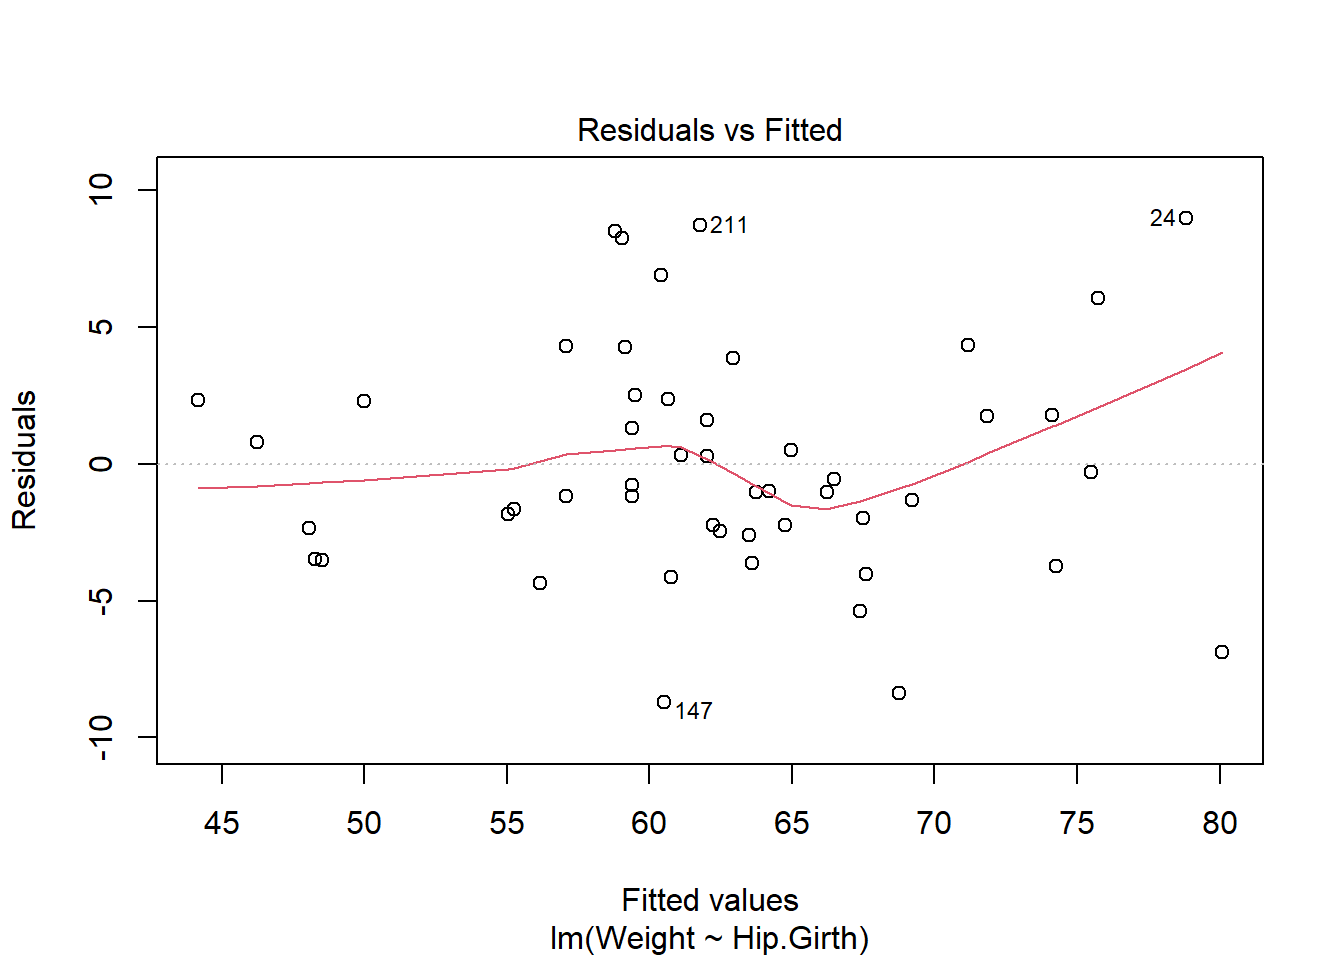 Residuals vs Fitted
10
5
0
-5
-10
Residuals
211
24
147
45 50 55 60 65 70 75 80
Fitted values
lm(Weight ~ Hip.Girth)